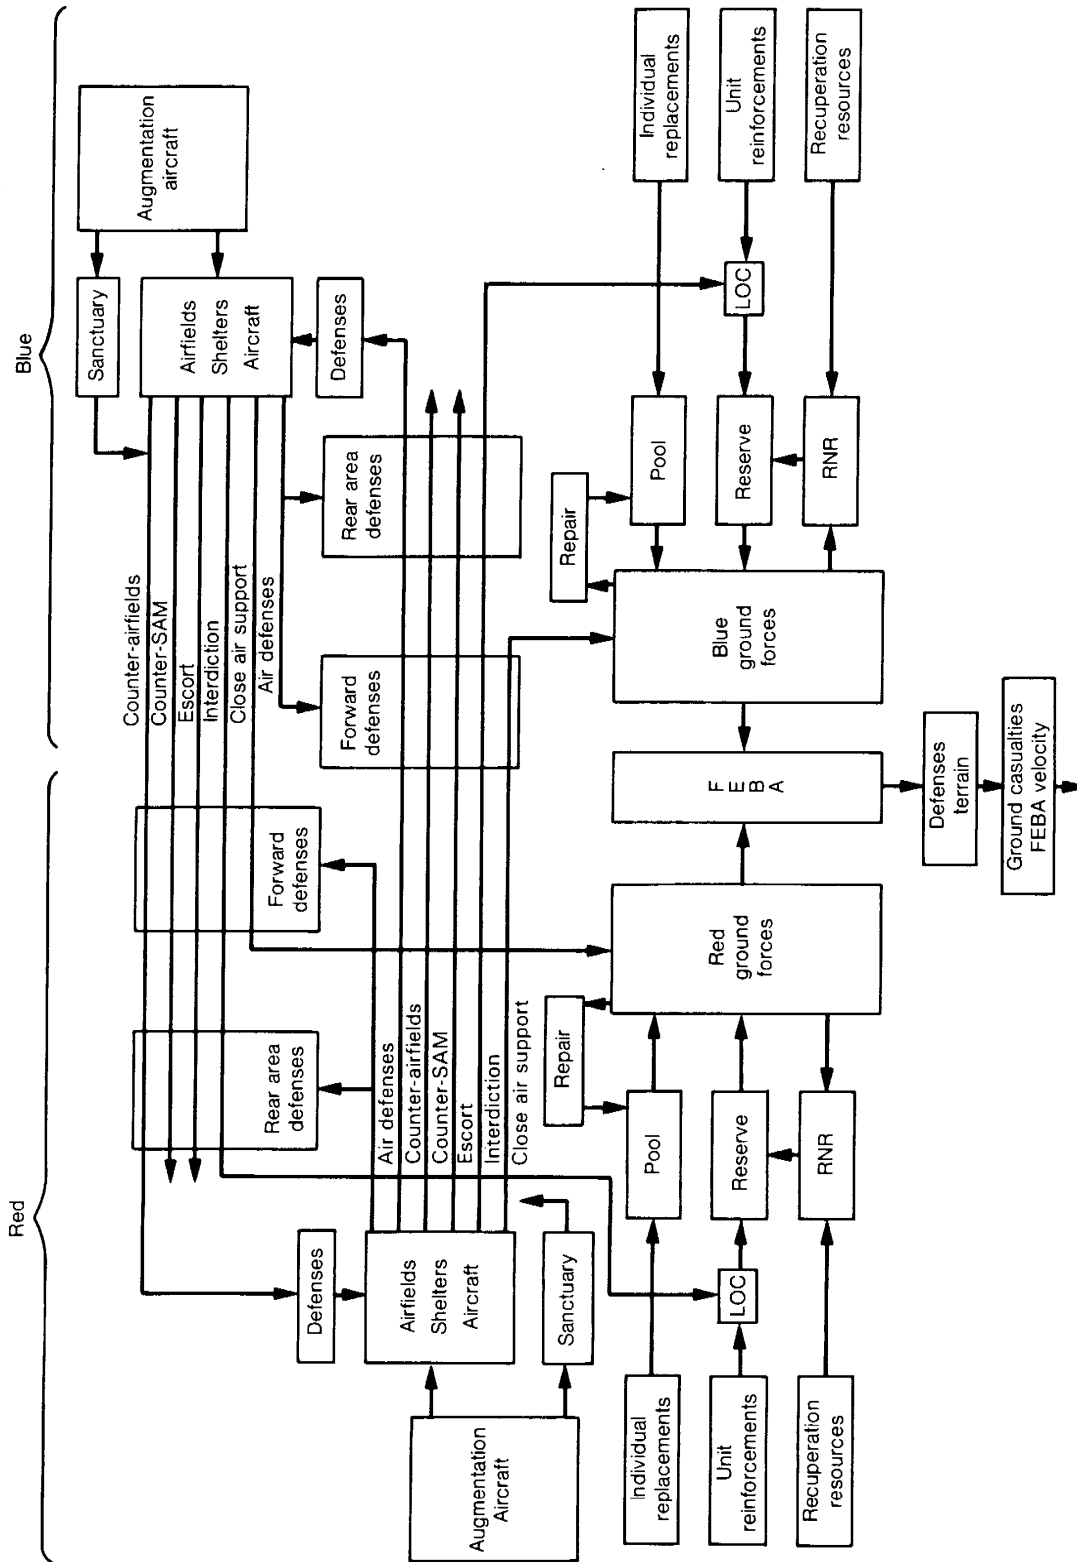 Red
Blue
Augmentation
aircraft
Sanctuary
Airfields
Shelters
Aircraft
Defenses
Counter-airfields
Counter-SAM
Escort
Interdiction
Close air support
Air defenses
Rear area
defenses
Forward
defenses
Forward
defenses
Rear area
defenses
Defenses
Airfields
Shelters
Aircraft
Air defenses
Counter-airfields
Counter-SAM
Escort
Interdiction
Close air support
Augmentation
Aircraft
Sanctuary
Individual
replacements
Pool
Repair
Red
ground
forces
F
E
B
A
Blue
ground
forces
Repair
Pool
Individual
replacements
Unit
reinforcements
LOC
Reserve
Reserve
LOC
Unit
reinforcements
Recuperation
resources
RNR
RNR
Recuperation
resources
Defenses
terrain
Ground casualties
FEBA velocity